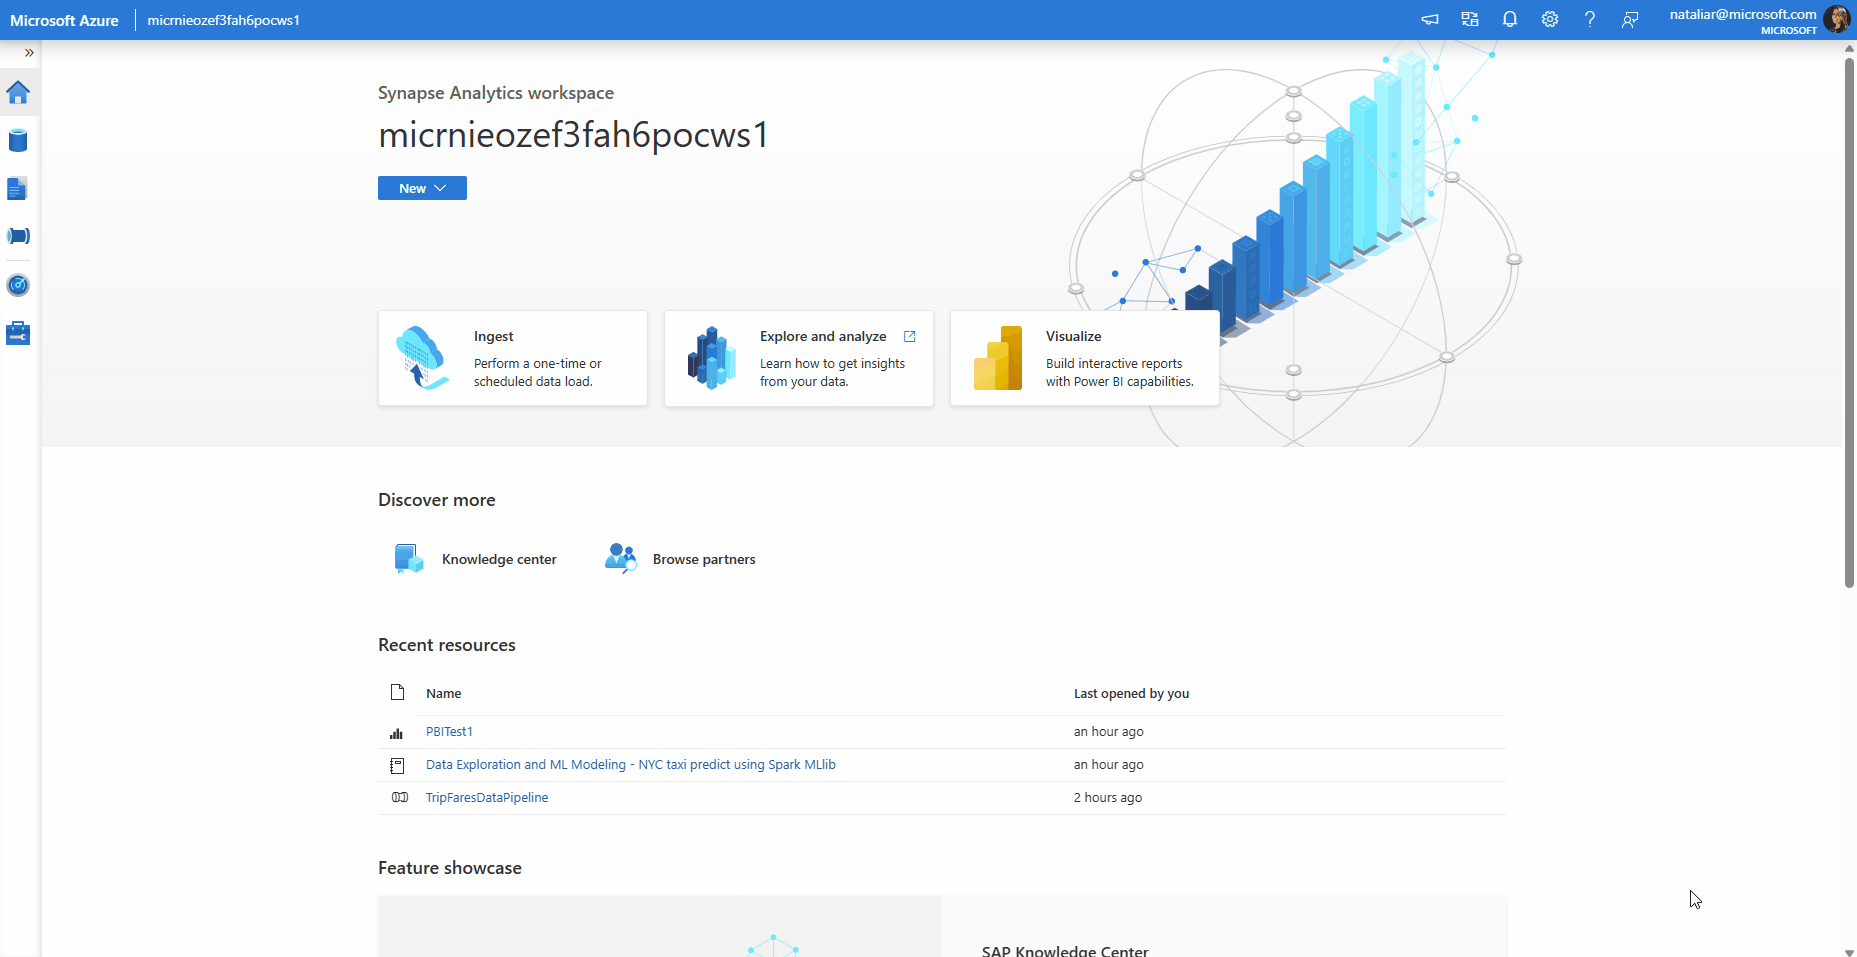 Microsoft Azure
micrnieozef3fah6pocws1
nataliar@microsoft.com
MICROSOFT
Synapse Analytics workspace
micrnieozef3fah6pocws1
New
Ingest
Perform a one-time or
scheduled data load.
Explore and analyze
Learn how to get insights
from your data.
Visualize
Build interactive reports
with Power BI capabilities.
Discover more
Knowledge center
Browse partners
Recent resources
Name
Last opened by you
PBITest1
an hour ago
Data Exploration and ML Modeling - NYC taxi predict using Spark MLlib
an hour ago
TripFaresDataPipeline
2 hours ago
Feature showcase
SAP Knowledge Center